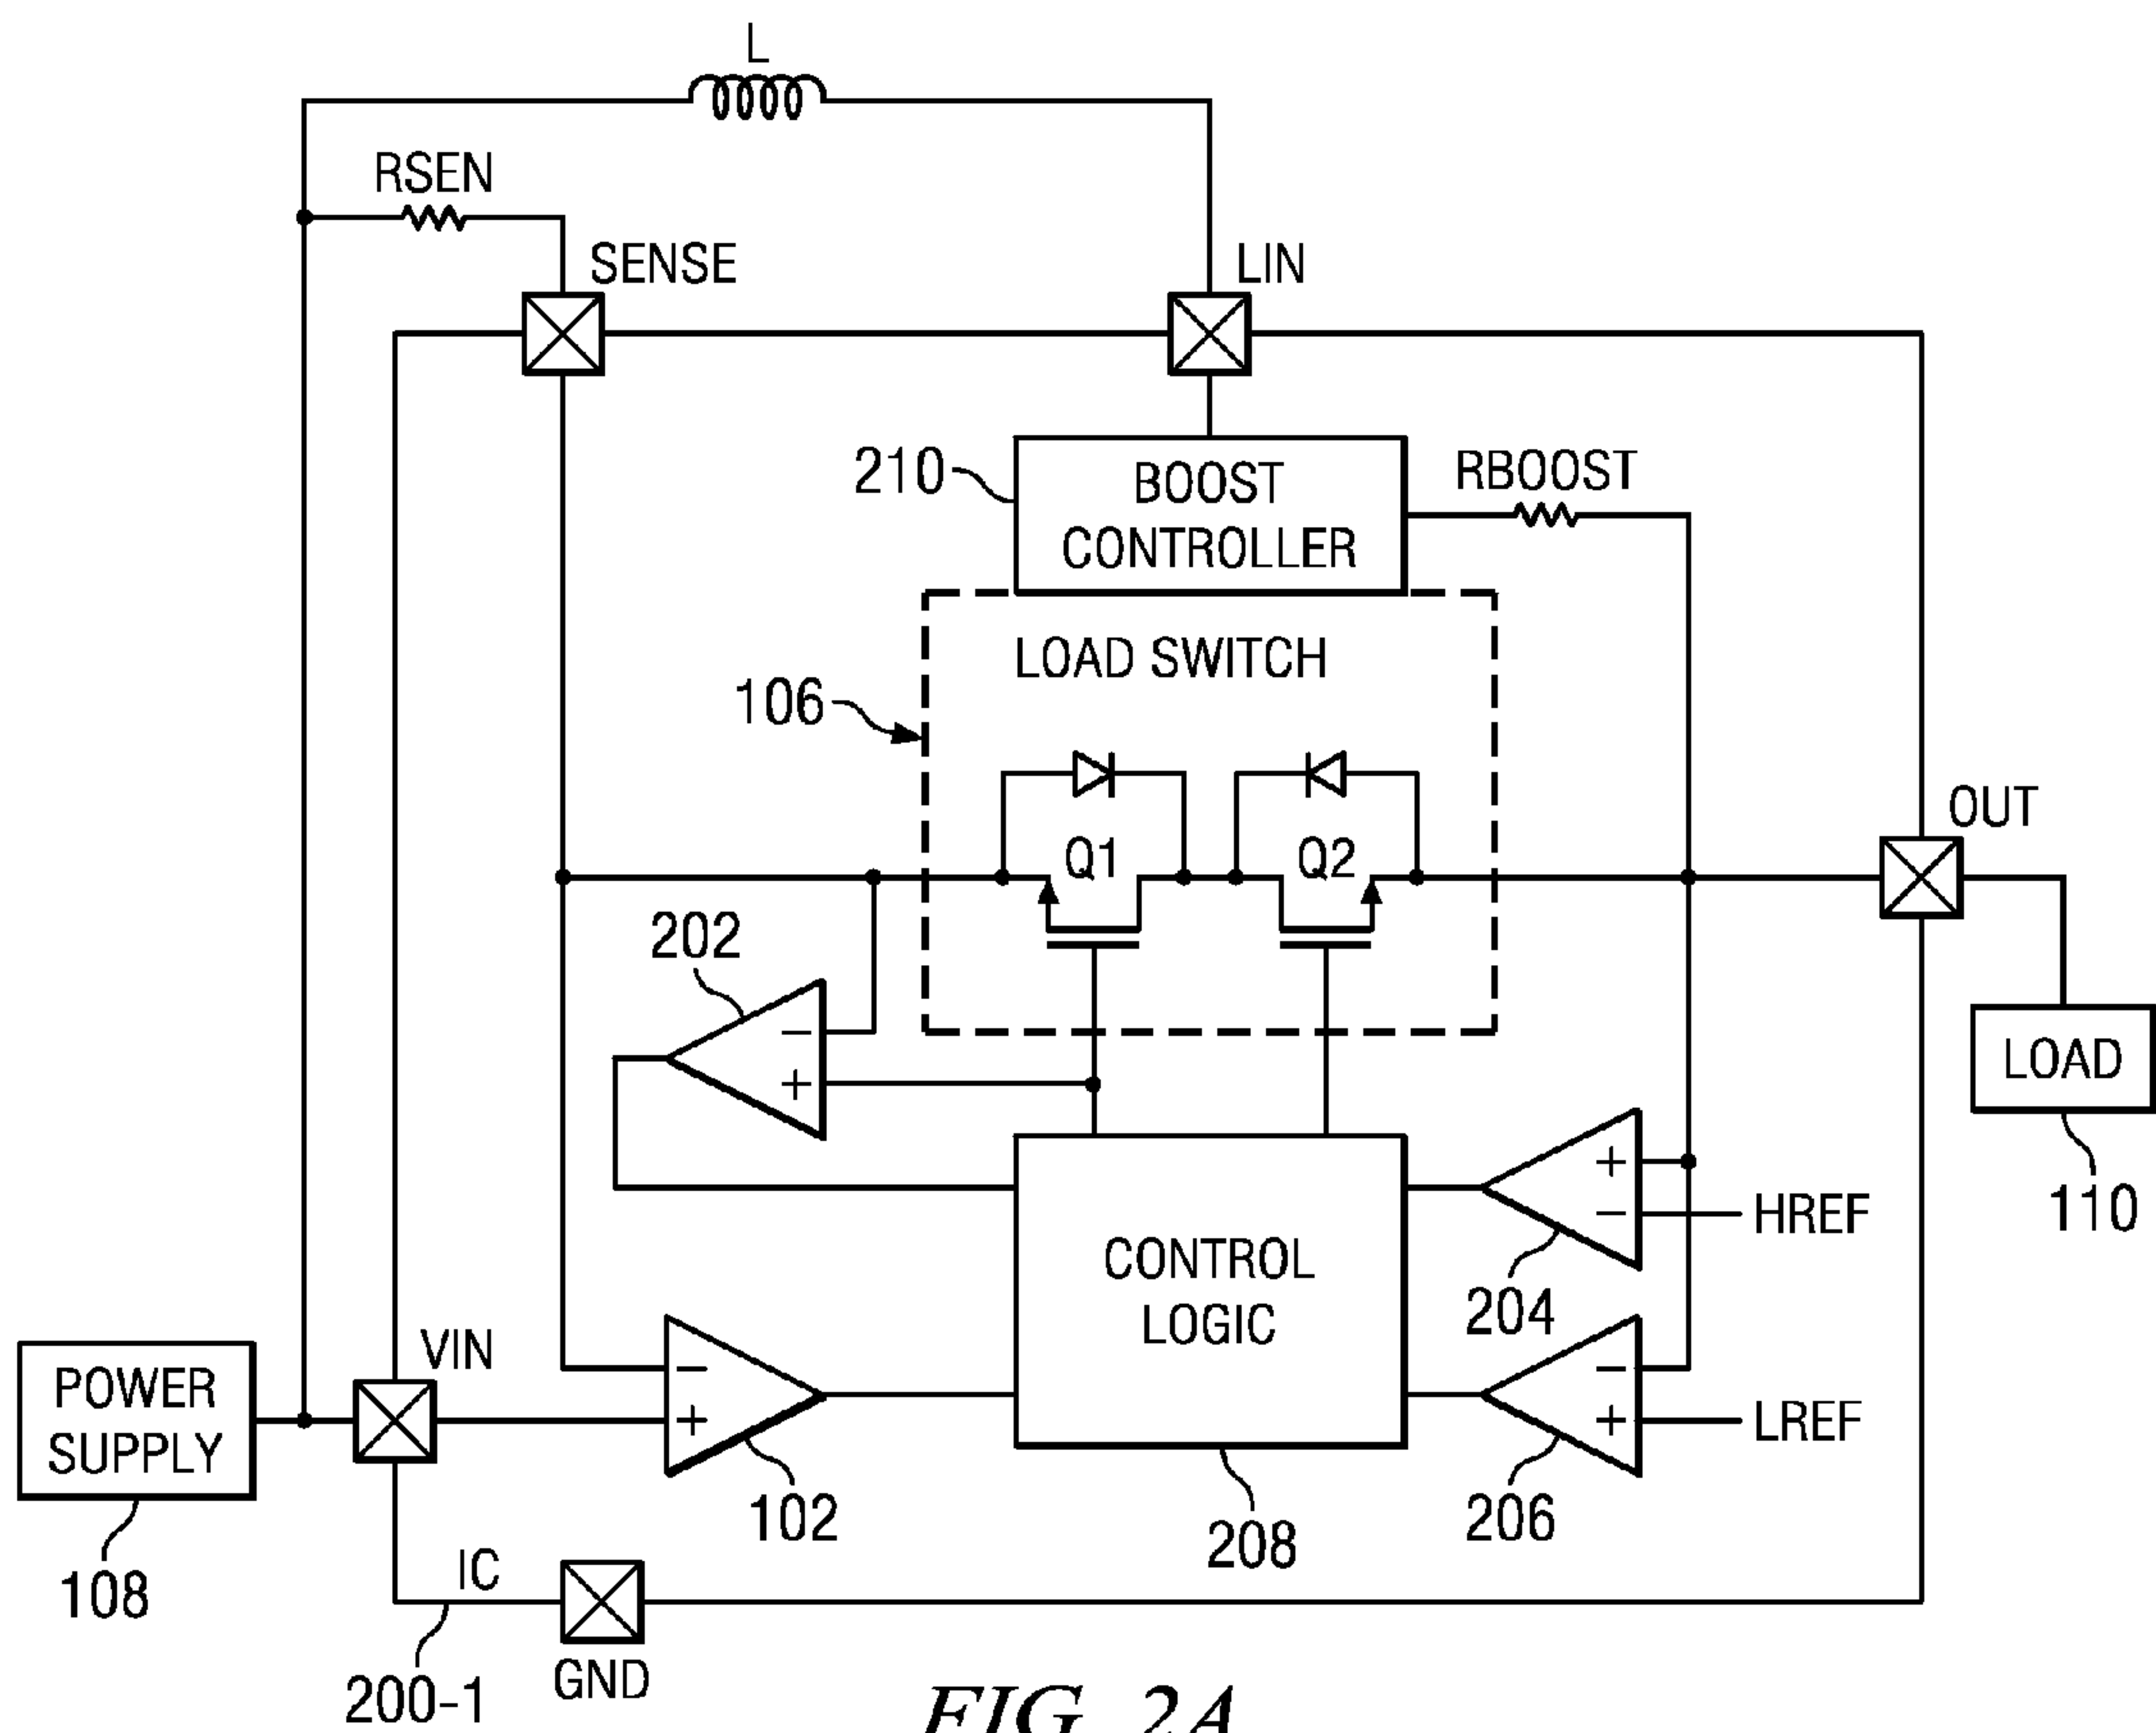 L
RSEN
SENSE
LIN
210
BOOST
CONTROLLER
RBOOST
LOAD SWITCH
106
Q1
Q2
OUT
202
−
+
LOAD
110
+
−
HREF
204
CONTROL
LOGIC
208
VIN
POWER
SUPPLY
108
−
+
102
−
+
LREF
206
IC
200-1
GND
FIG. 2A